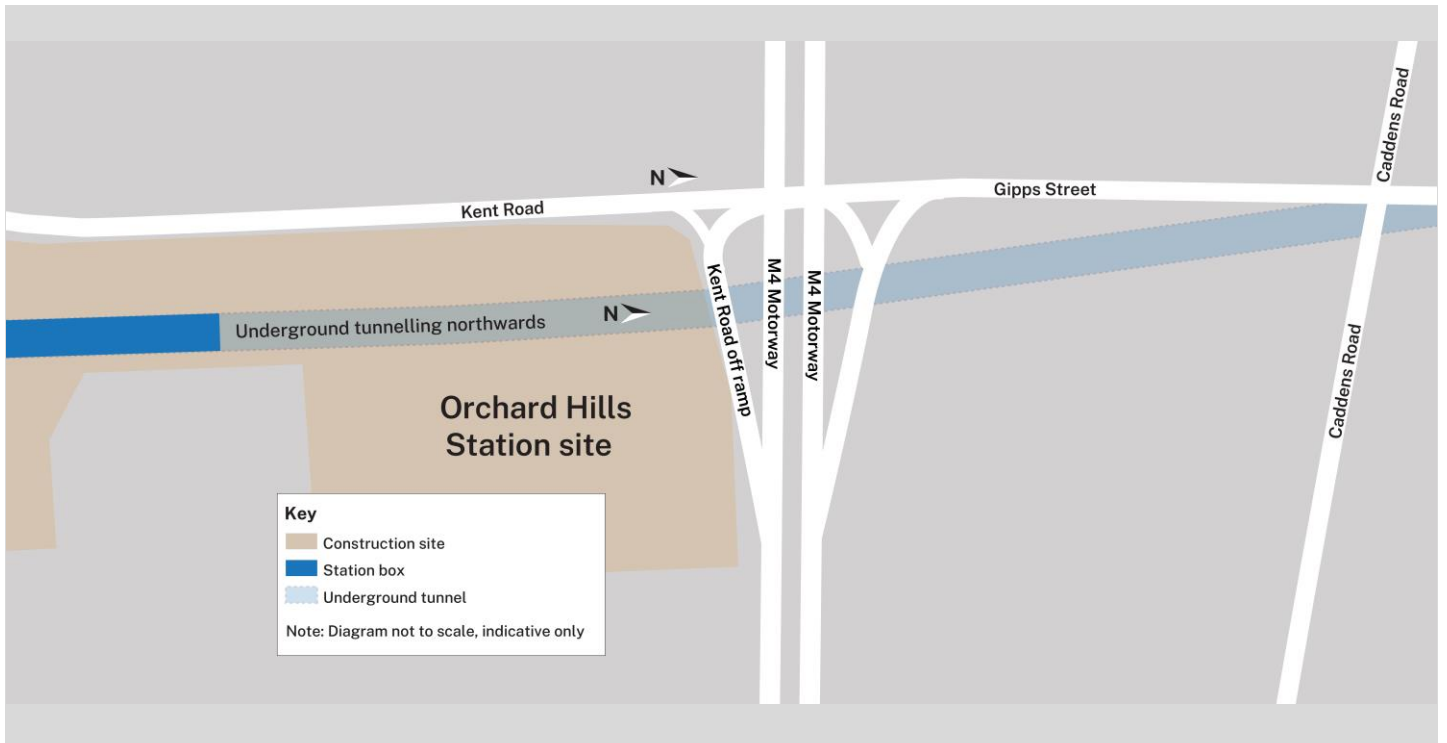 Caddens Road
N
Gipps Street
Kent Road
Kent Road off ramp
M4 Motorway
M4 Motorway
N
Underground tunnelling northwards
Caddens Road
Orchard Hills
Station site
Key
Construction site
Station box
Underground tunnel
Note: Diagram not to scale, indicative only